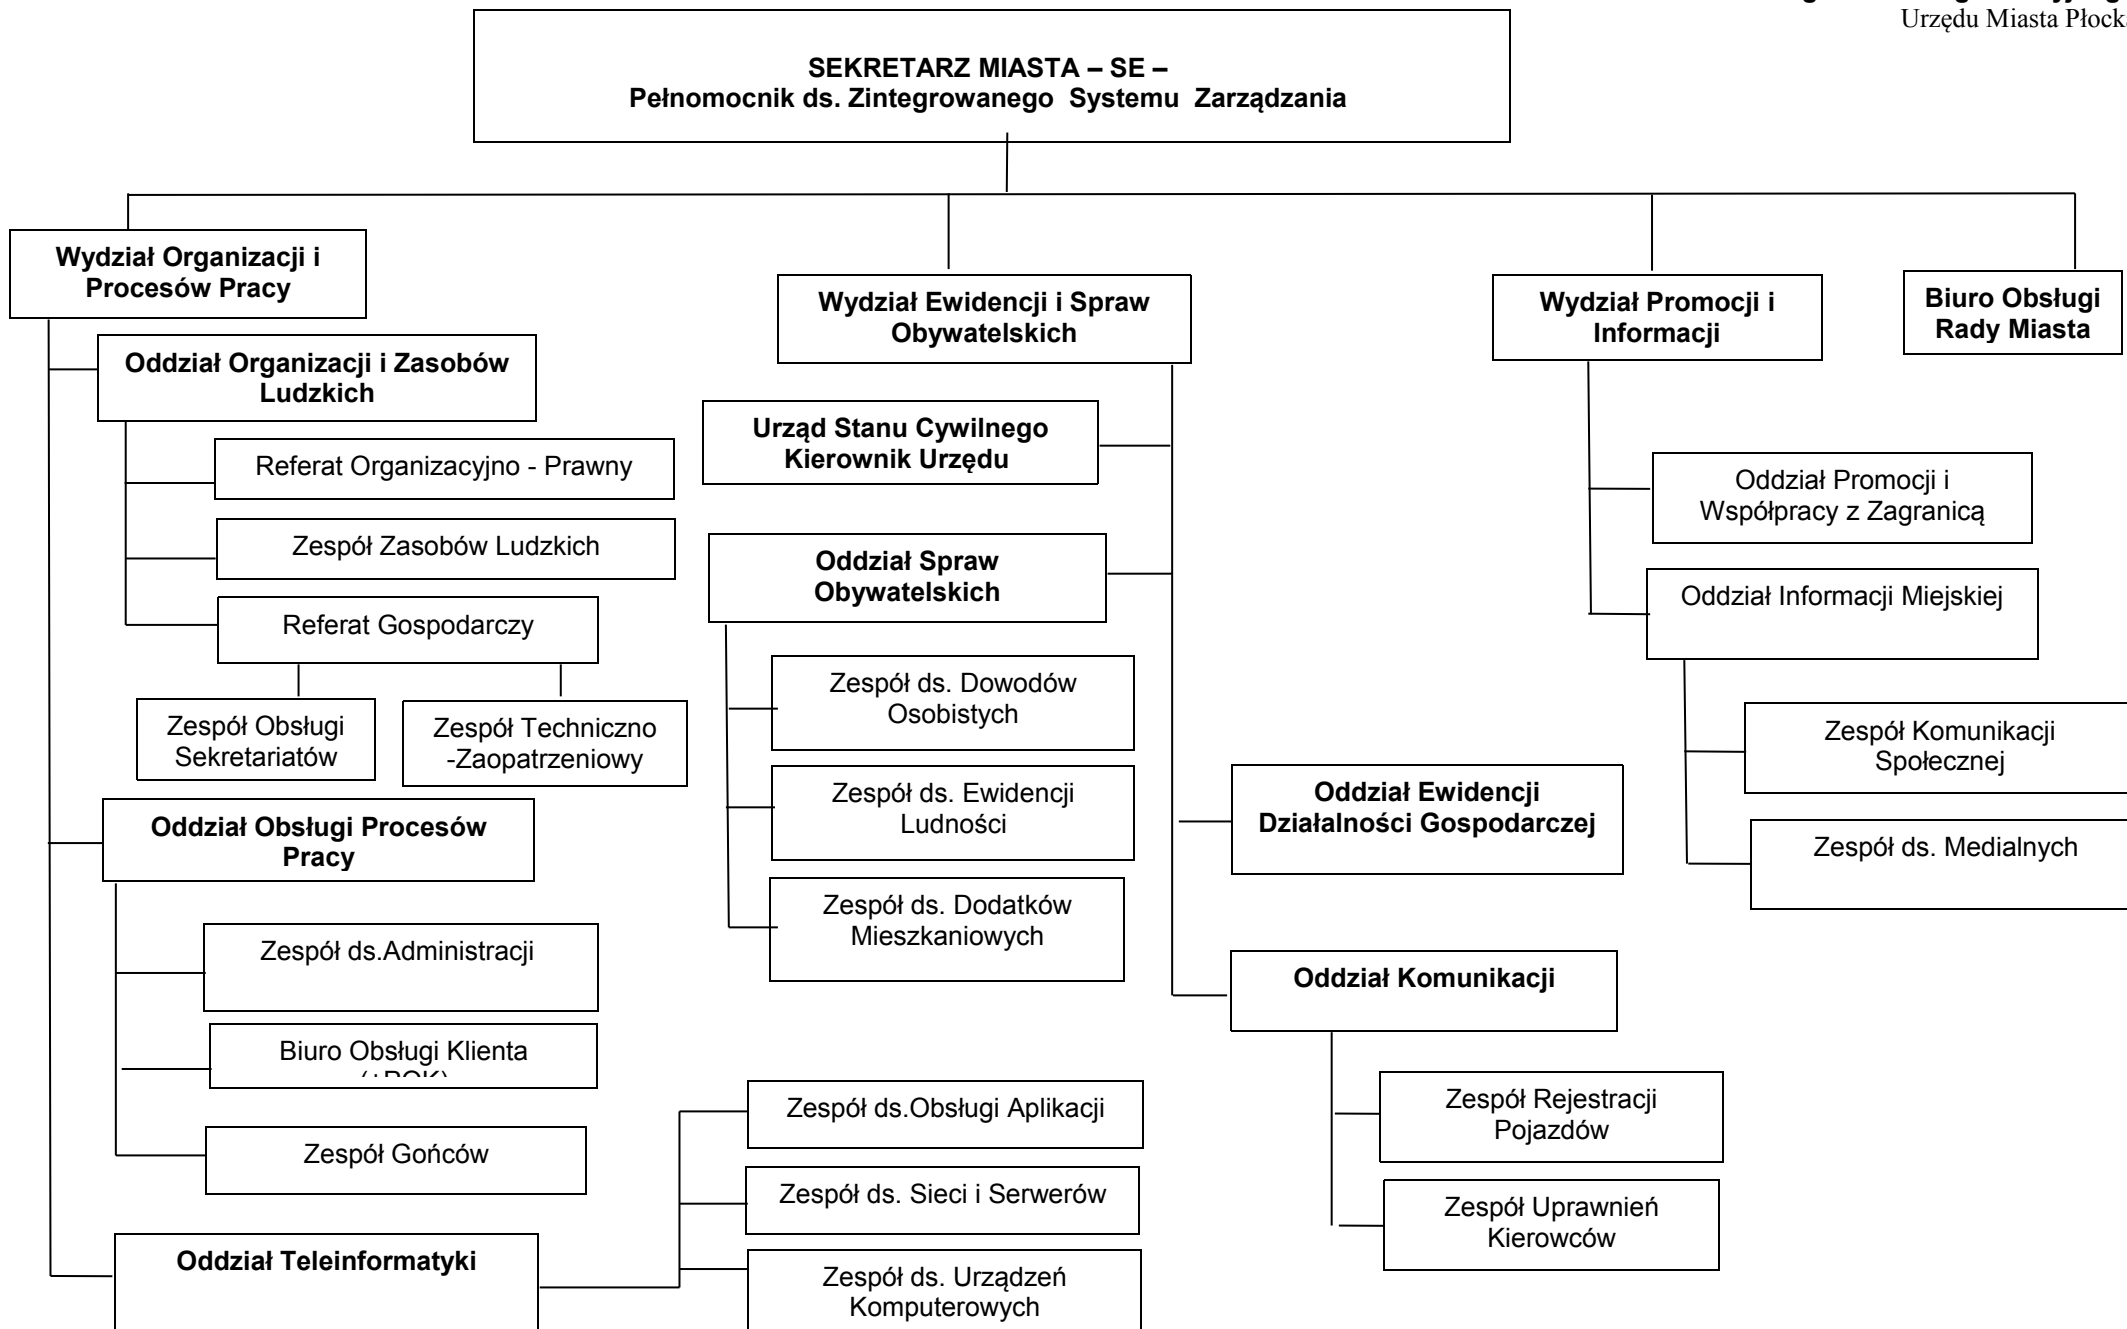 Urzędu Miasta Płock
SEKRETARZ MIASTA – SE –
Pełnomocnik ds. Zintegrowanego Systemu Zarządzania
Wydział Organizacji i
Procesów Pracy
Wydział Ewidencji i Spraw
Obywatelskich
Wydział Promocji i
Informacji
Biuro Obsługi
Rady Miasta
Oddział Organizacji i Zasobów
Ludzkich
Referat Organizacyjno - Prawny
Zespół Zasobów Ludzkich
Referat Gospodarczy
Zespół Obsługi
Sekretariatów
Zespół Techniczno
-Zaopatrzeniowy
Oddział Obsługi Procesów
Pracy
Zespół ds.Administracji
Biuro Obsługi Klienta
Zespół Gońców
Oddział Teleinformatyki
Zespół ds.Obsługi Aplikacji
Zespół ds. Sieci i Serwerów
Zespół ds. Urządzeń
Komputerowych
Urząd Stanu Cywilnego
Kierownik Urzędu
Oddział Spraw
Obywatelskich
Zespół ds. Dowodów
Osobistych
Zespół ds. Ewidencji
Ludności
Zespół ds. Dodatków
Mieszkaniowych
Oddział Ewidencji
Działalności Gospodarczej
Oddział Komunikacji
Zespół Rejestracji
Pojazdów
Zespół Uprawnień
Kierowców
Oddział Promocji i
Współpracy z Zagranicą
Oddział Informacji Miejskiej
Zespół Komunikacji
Społecznej
Zespół ds. Medialnych